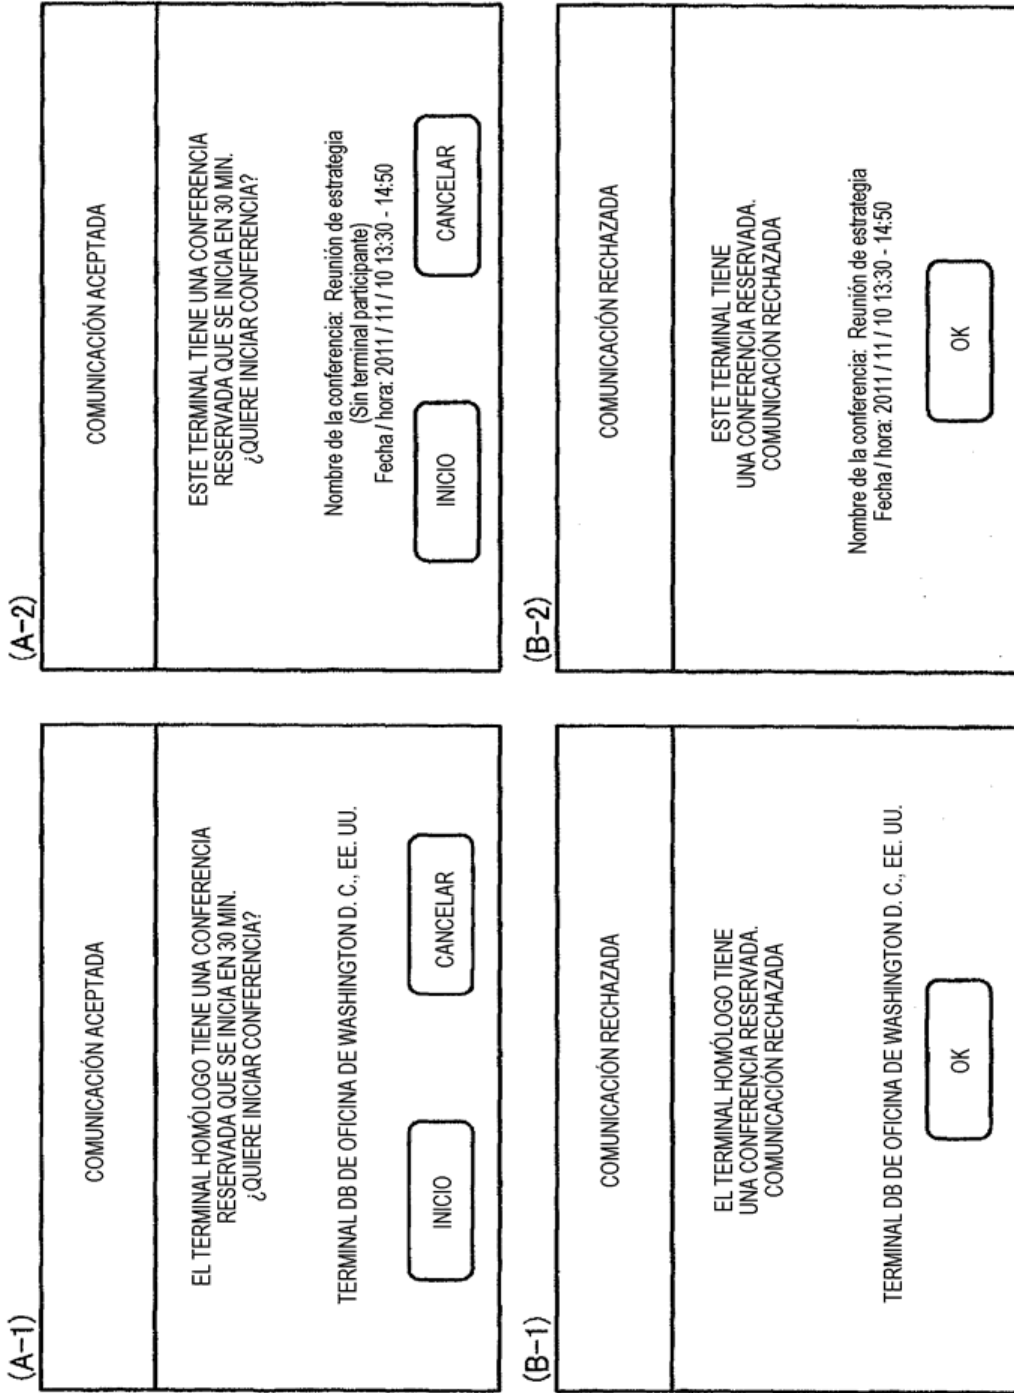 (A-1)
COMUNICACIÓN ACEPTADA
EL TERMINAL HOMÓLOGO TIENE UNA CONFERENCIA
RESERVADA QUE SE INICIA EN 30 MIN.
¿QUIERE INICIAR CONFERENCIA?
TERMINAL DB DE OFICINA DE WASHINGTON D. C., EE. UU.
INICIO
CANCELAR
(A-2)
COMUNICACIÓN ACEPTADA
ESTE TERMINAL TIENE UNA CONFERENCIA
RESERVADA QUE SE INICIA EN 30 MIN.
¿QUIERE INICIAR CONFERENCIA?
Nombre de la conferencia: Reunión de estrategia
(Sin terminal participante)
Fecha / hora: 2011 / 11 / 10 13:30 - 14:50
INICIO
CANCELAR
(B-1)
COMUNICACIÓN RECHAZADA
EL TERMINAL HOMÓLOGO TIENE
UNA CONFERENCIA RESERVADA.
COMUNICACIÓN RECHAZADA
TERMINAL DB DE OFICINA DE WASHINGTON D. C., EE. UU.
OK
(B-2)
COMUNICACIÓN RECHAZADA
ESTE TERMINAL TIENE
UNA CONFERENCIA RESERVADA.
COMUNICACIÓN RECHAZADA
Nombre de la conferencia: Reunión de estrategia
Fecha / hora: 2011 / 11 / 10 13:30 - 14:50
OK